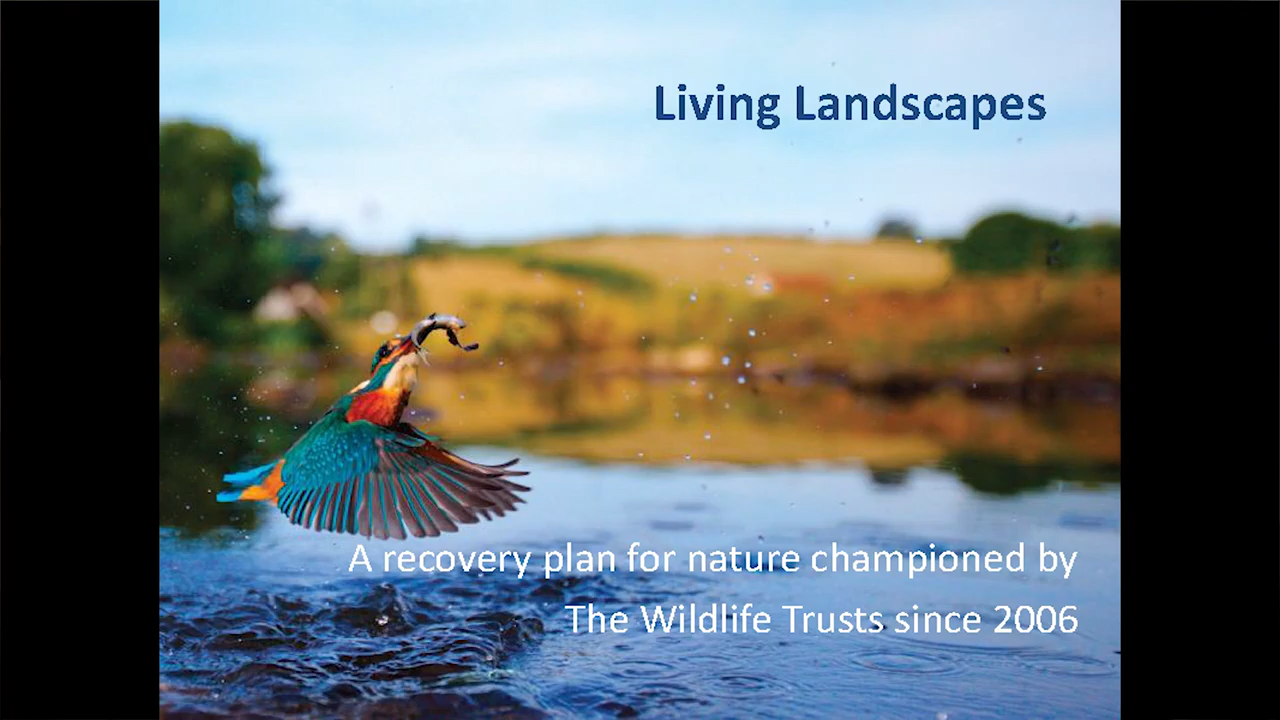 Living Landscapes
A recovery plan for nature championed by
The Wildlife Trusts since 2006